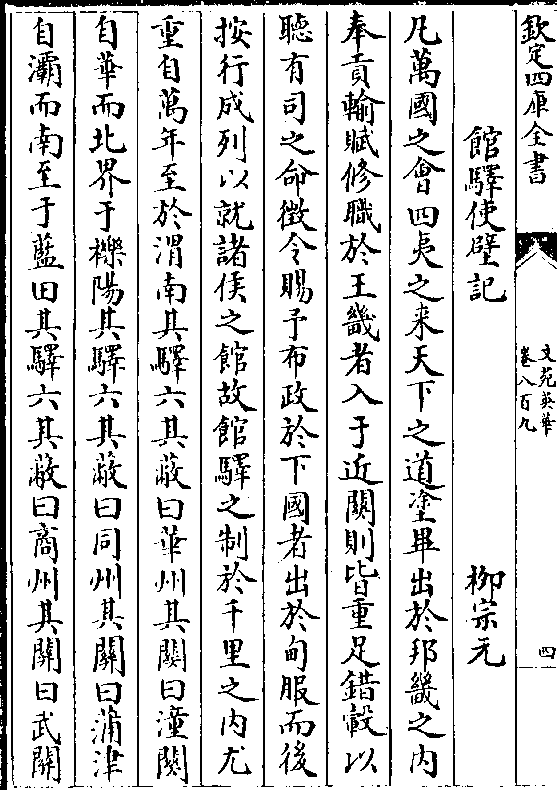 欽定四庫全書
文苑英華
卷八百九
四
館驛使壁記
柳宗元
凡萬國之會四夷之来天下之道塗畢出於邦畿之内
奉貢輸賦修職於王畿者入于近關則皆重足錯轂以
聽有司之命徵令賜予布政於下國者出於甸服而後
按行成列以就諸侯之館故館驛之制於千里之内尤
重自萬年至於渭南其驛六其蔽曰華州其關曰潼關
自華而北界于櫟陽其驛六其蔽曰同州其關曰蒲津
自灞而南至于藍田其驛六其蔽曰商州其關曰武關